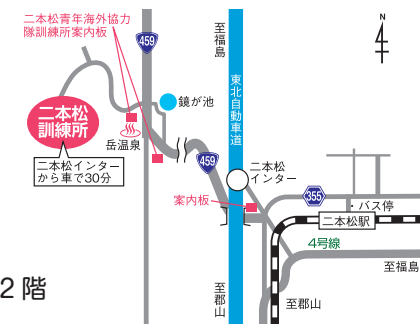 二本松青年海外協力
隊訓練所案内板
459
至福島
N
東北自動車道
鏡が池
二本松
訓練所
岳温泉
二本松インター
から車で30分
459
二本松
インター
案内板
355
・バス停
二本松駅
4号線
至福島
2階
至郡山
至郡山